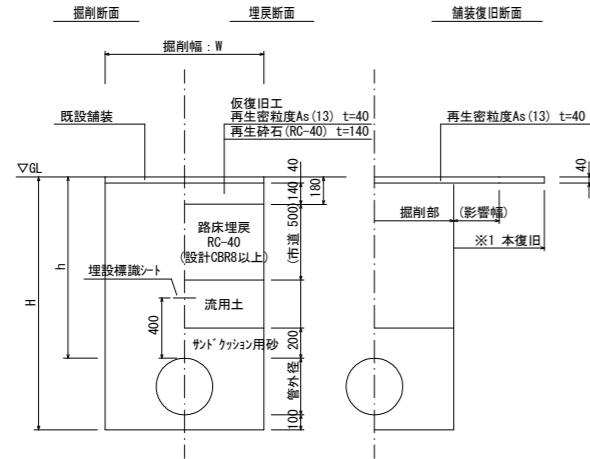 掘削断面
埋戻断面
舗装復旧断面
掘削幅：W
仮復旧工
再生密粒度As(13) t=40
再生砕石(RC-40) t=140
既設舗装
再生密粒度As(13) t=40
▽GL
40
140
180
40
路床埋戻
RC-40
(設計CBR8以上)
(市道 500)
掘削部
(影響幅)
※1 本復旧
埋設標識シート
流用土
400
h
H
サンドクッション用砂
200
管外径
100